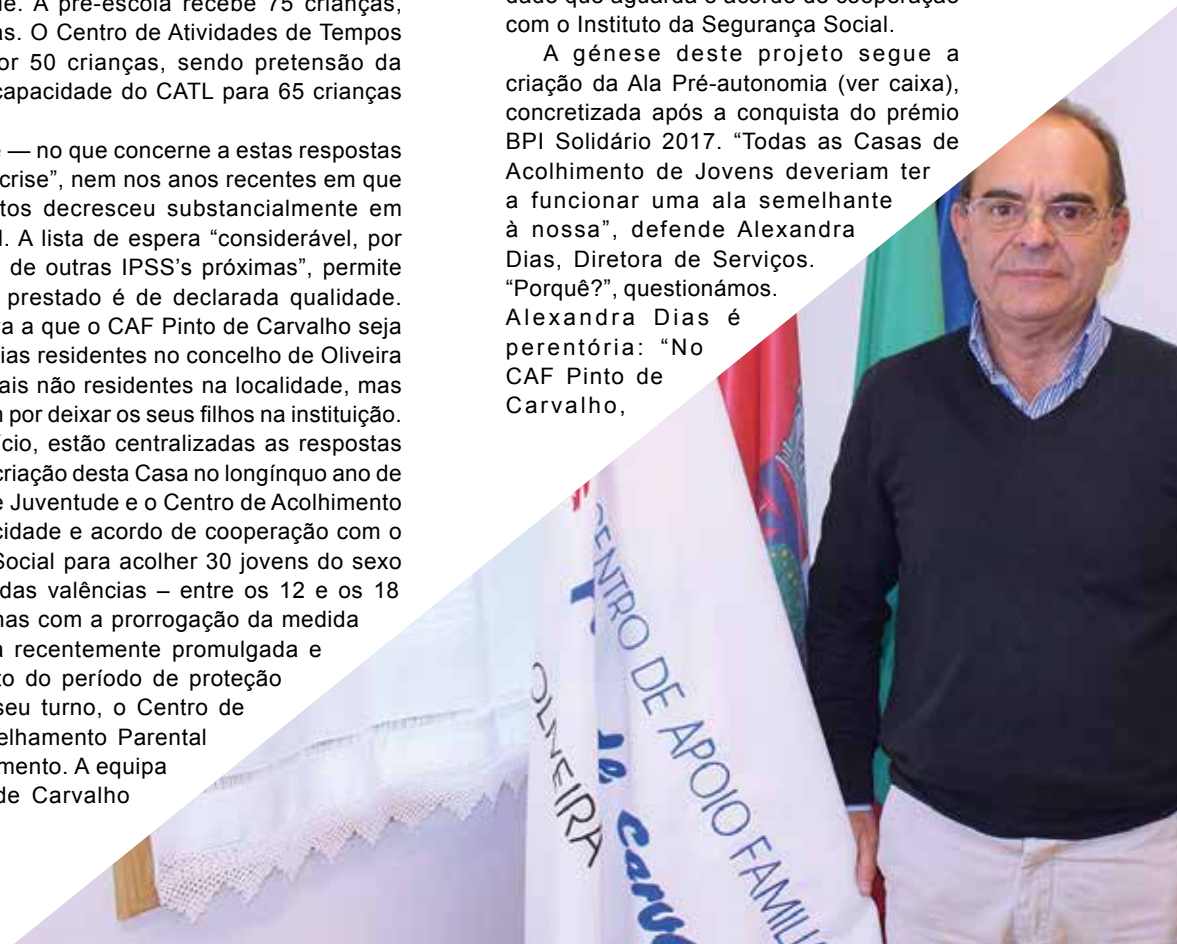 de. A pré-escola recebe 75 crianças,
as. O Centro de Atividades de Tempos
or 50 crianças, sendo pretensão da
capacidade do CATL para 65 crianças
— no que concerne a estas respostas
crise”, nem nos anos recentes em que
tos decresceu substancialmente em
l. A lista de espera “considerável, por
de outras IPSS’s próximas”, permite
prestado é de declarada qualidade.
a a que o CAF Pinto de Carvalho seja
ias residentes no concelho de Oliveira
ais não residentes na localidade, mas
por deixar os seus filhos na instituição.
ício, estão centralizadas as respostas
criação desta Casa no longínquo ano de
e Juventude e o Centro de Acolhimento
cidade e acordo de cooperação com o
Social para acolher 30 jovens do sexo
das valências – entre os 12 e os 18
nas com a prorrogação da medida
a recentemente promulgada e
to do período de proteção
seu turno, o Centro de
elhamento Parental
mento. A equipa
de Carvalho
dade que aguarda o acordo de cooperação
com o Instituto da Segurança Social.
A génese deste projeto segue a
criação da Ala Pré-autonomia (ver caixa),
concretizada após a conquista do prémio
BPI Solidário 2017. “Todas as Casas de
Acolhimento de Jovens deveriam ter
a funcionar uma ala semelhante
à nossa”, defende Alexandra
Dias, Diretora de Serviços.
“Porquê?”, questionámos.
Alexandra Dias é
perentória: “No
CAF Pinto de
Carvalho,
CENTRO DE APOIO FAMILI
de Carva
OLIVEIRA